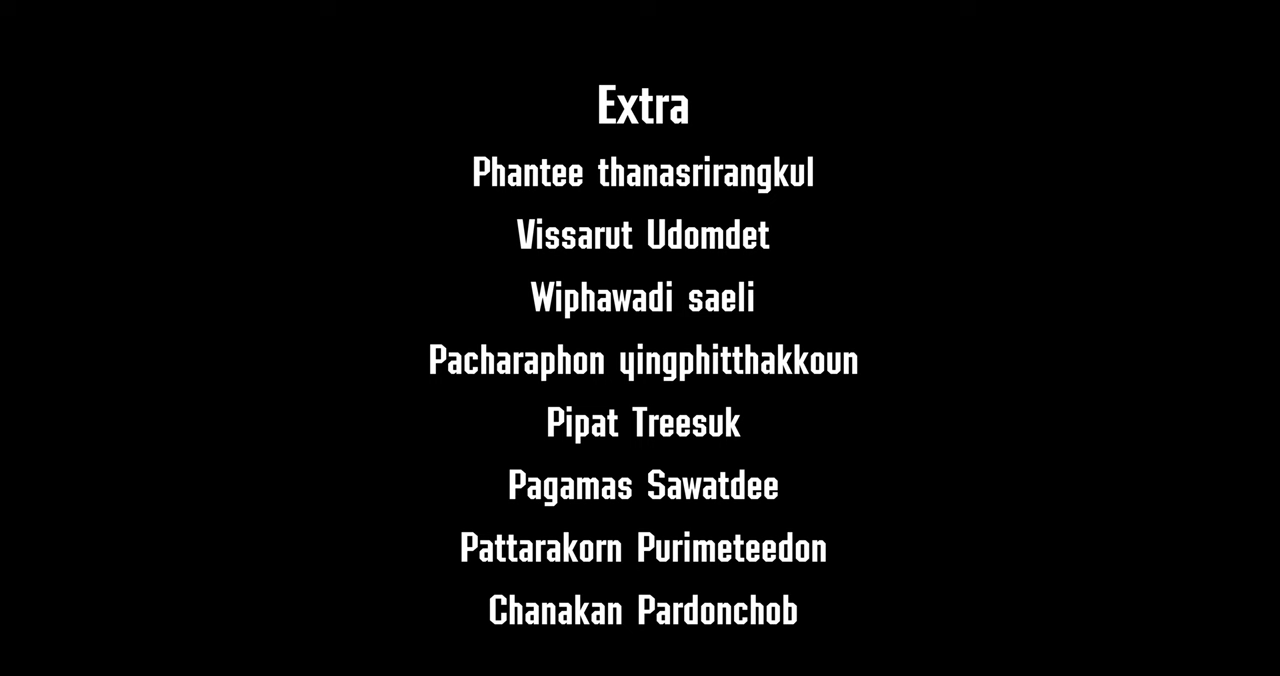 Extra
Phantee thanasrirangkul
Vissarut Udomdet
Wiphawadi saeli
Pacharaphon yingphitthakkoun
Pipat Treesuk
Pagamas Sawatdee
Pattarakorn Purimeteedon
Chanakan Pardonchob